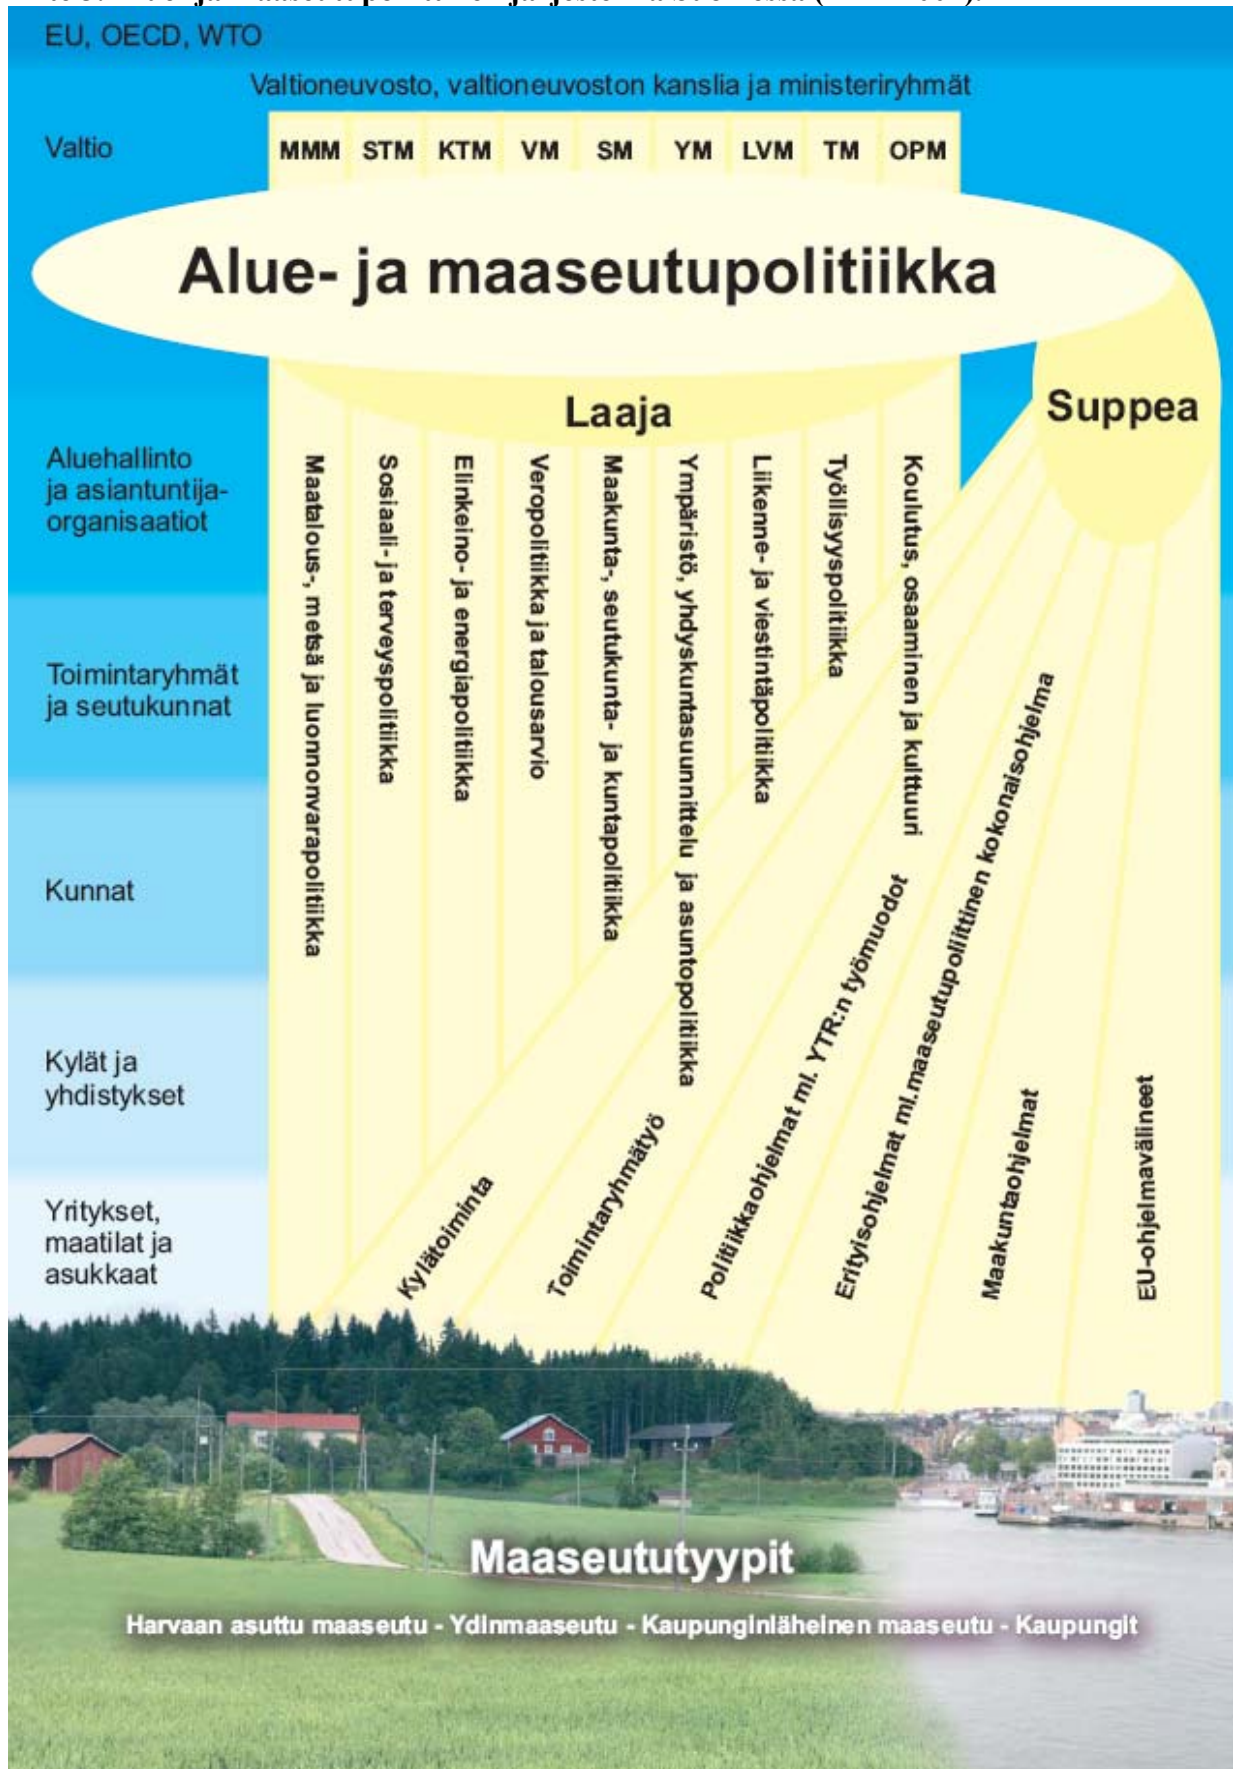 EU, OECD, WTO
Valtioneuvosto, valtioneuvoston kanslia ja ministeriryhmät
Valtio
MMM STM KTM VM SM YM LVM TM OPM
Alue- ja maaseutupolitiikka
Laaja
Suppea
Aluehallinto
ja asiantuntija-
organisaatiot
Toimintaryhmät
ja seutukunnat
Kunnat
Kylät ja
yhdistykset
Yritykset,
maatilat ja
asukkaat
Maatalous-, metsä ja luonnonvarapolitiikka
Sosiaali- ja terveyspolitiikka
Elinkeino- ja energiapolitiikka
Veropolitiikka ja talousarvio
Maakunta-, seutukunta- ja kuntapolitiikka
Ympäristö, yhdyskuntasuunnittelu ja asuntopolitiikka
Liikenne- ja viestintäpolitiikka
Työllisyyspolitiikka
Koulutus, osaaminen ja kulttuuri
Kylätoiminta
Toimintaryhmätyö
Politiikkaohjelmat ml. YTR:n työmuodot
Erityisohjelmat ml.maaseutupoliittinen kokonaisohjelma
Maakuntaohjelmat
EU-ohjelmavälineet
Maaseututyypit
Harvaan asuttu maaseutu - Ydinmaaseutu - Kaupunginläheinen maaseutu - Kaupungit